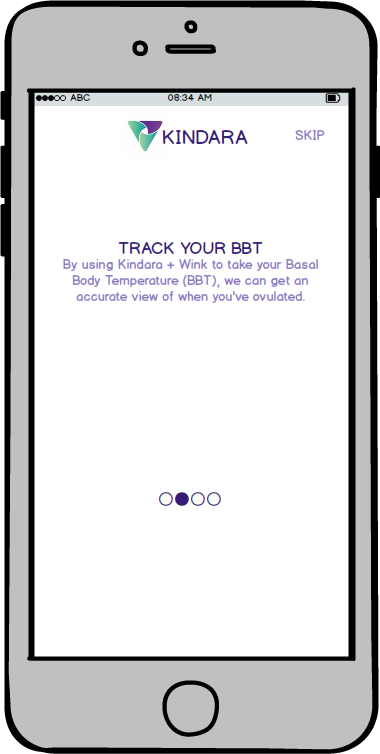 ABC 08:34 AM
KINDARA SKIP
TRACK YOUR BBT
By using Kindara + Wink to take your Basal
Body Temperature (BBT), we can get an
accurate view of when you've ovulated.